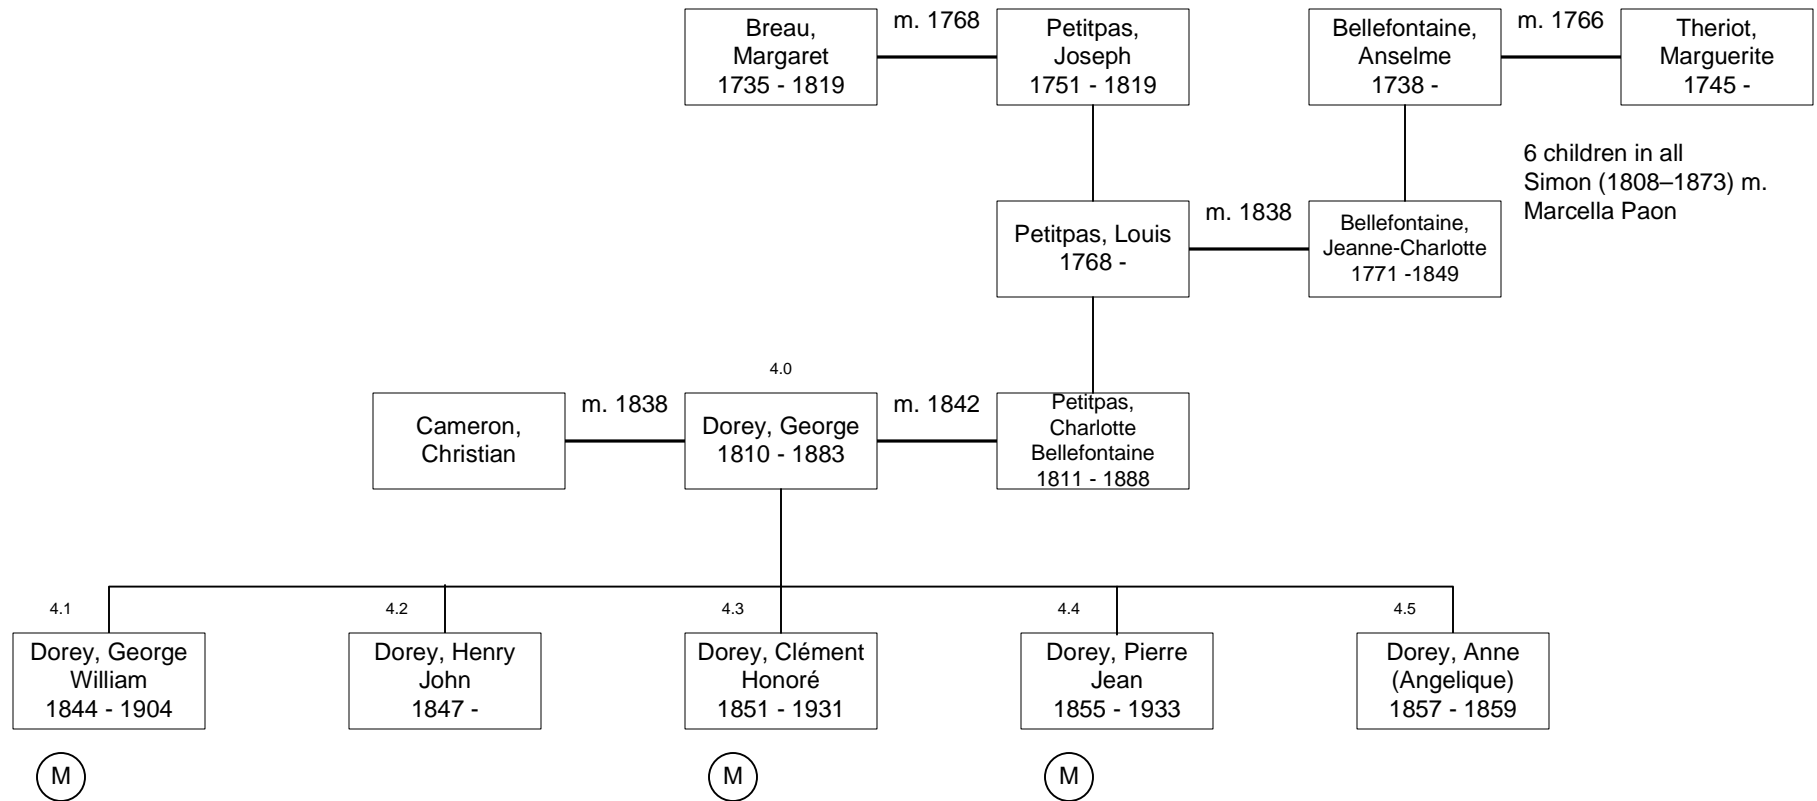 Breau,
Margaret
1735 - 1819
m. 1768
Petitpas,
Joseph
1751 - 1819
Bellefontaine,
Anselme
1738 -
m. 1766
Theriot,
Marguerite
1745 -
6 children in all
Simon (1808–1873) m.
Marcella Paon
Petitpas, Louis
1768 -
m. 1838
Bellefontaine,
Jeanne-Charlotte
1771 -1849
4.0
Cameron,
Christian
m. 1838
Dorey, George
1810 - 1883
m. 1842
Petitpas,
Charlotte
Bellefontaine
1811 - 1888
4.1
Dorey, George
William
1844 - 1904
M
4.2
Dorey, Henry
John
1847 -
4.3
Dorey, Clément
Honoré
1851 - 1931
M
4.4
Dorey, Pierre
Jean
1855 - 1933
M
4.5
Dorey, Anne
(Angelique)
1857 - 1859